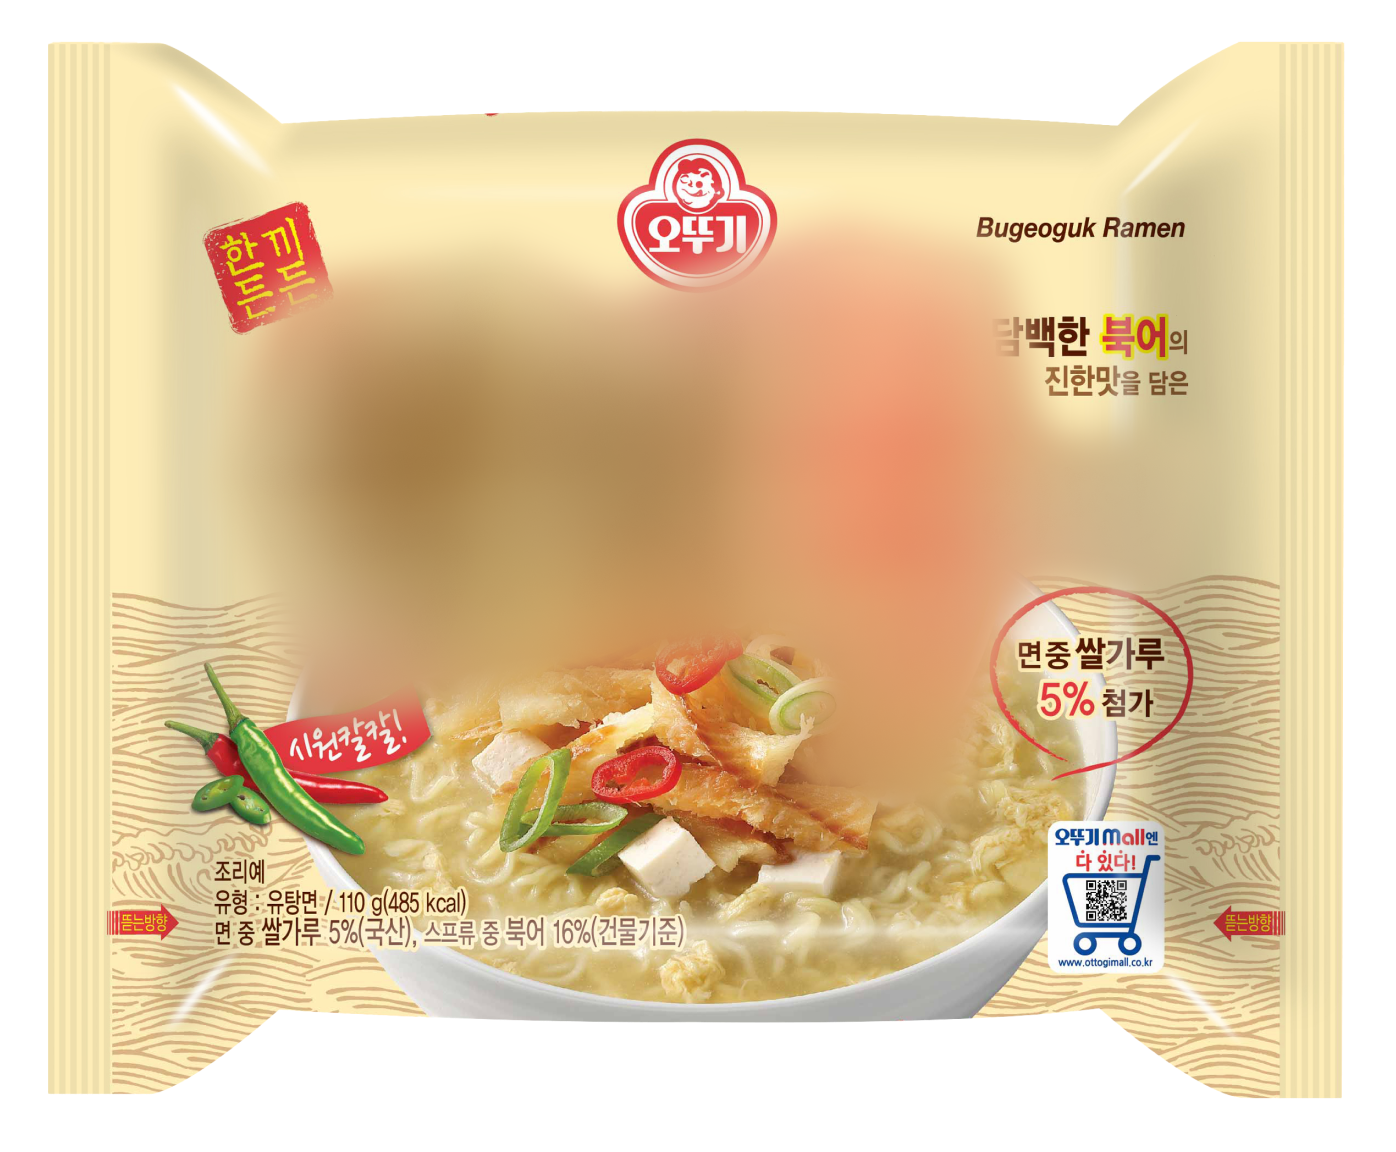 오뚜기
Bugeoguk Ramen
한끼
든든
담백한 북어의
진한맛을 담은
면중 쌀가루
5% 첨가
시원칼칼!
오뚜기mall엔
다 있다!
www.ottogimall.co.kr
조리예
유형 : 유탕면 / 110 g(485 kcal)
면 중 쌀가루 5%(국산), 스프류 중 북어 16%(건물기준)
뜯는방향
뜯는방향